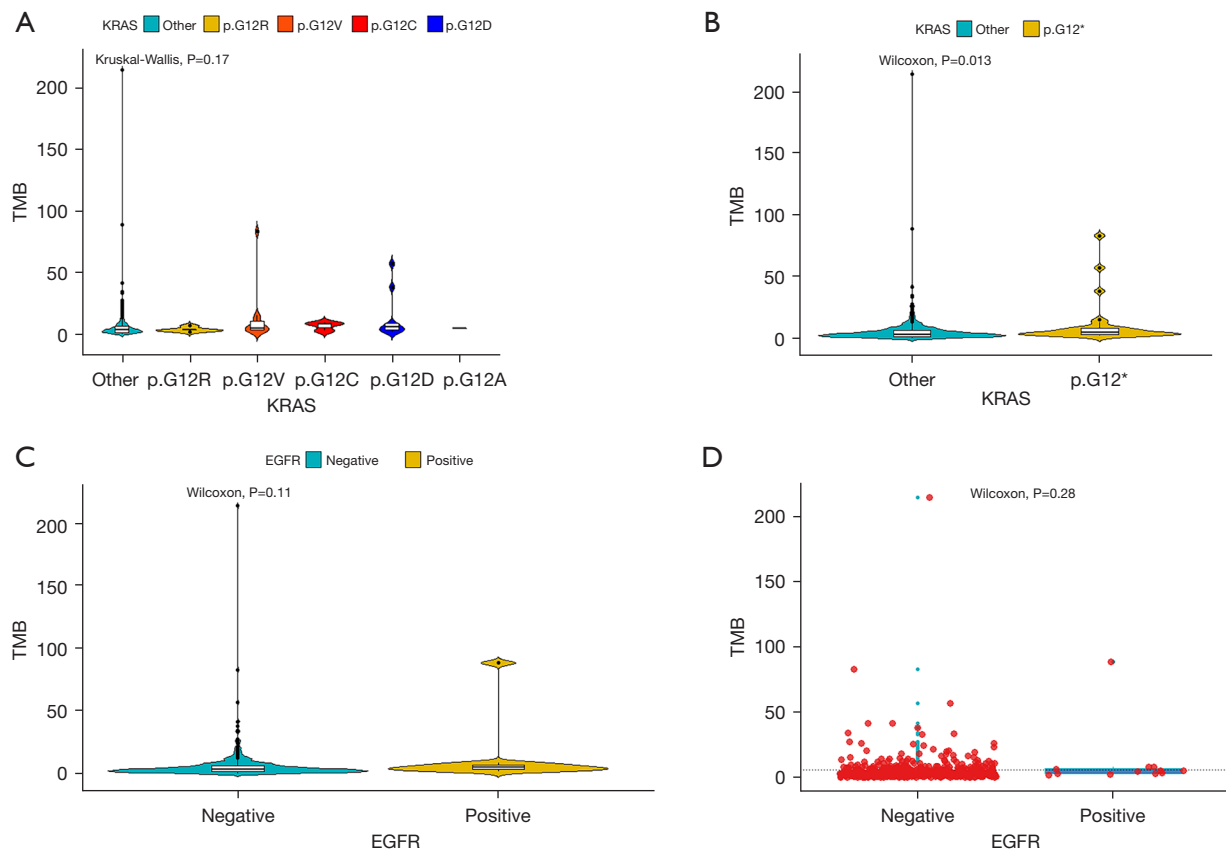 A
KRAS Other p.G12R p.G12V p.G12C p.G12D
Kruskal-Wallis, P=0.17
200
150
100
50
0
TMB
Other p.G12R p.G12V p.G12C p.G12D p.G12A
KRAS
B
KRAS Other p.G12*
Wilcoxon, P=0.013
200
150
100
50
0
TMB
Other p.G12*
KRAS
C
EGFR Negative Positive
Wilcoxon, P=0.11
200
150
100
50
0
TMB
Negative Positive
EGFR
D
Wilcoxon, P=0.28
200
150
100
50
0
TMB
Negative Positive
EGFR